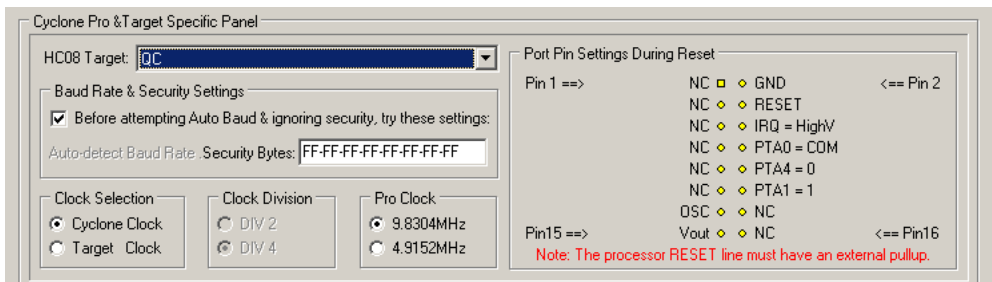 Cyclone Pro &Target Specific Panel
HC08 Target: QC
Baud Rate & Security Settings
Before attempting Auto Baud & ignoring security, try these settings:
Auto-detect Baud Rate .Security Bytes: FF-FF-FF-FF-FF-FF-FF-FF
Clock Selection
Cyclone Clock
Target Clock
Clock Division
DIV 2
DIV 4
Pro Clock
9.8304MHz
4.9152MHz
Port Pin Settings During Reset
Pin 1 ==> NC GND <== Pin 2
NC RESET
NC IRQ = HighV
NC PTA0 = COM
NC PTA4 = 0
NC PTA1 = 1
OSC NC
Pin15 ==> Vout NC <== Pin16
Note: The processor RESET line must have an external pullup.